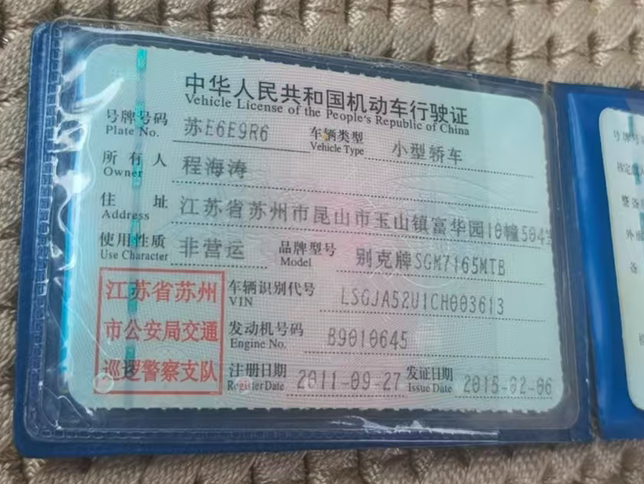 中华人民共和国机动车行驶证
Vehicle License of the People's Republic of China
号牌号码 苏E6E9R6 车辆类型 小型轿车
Plate No. Vehicle Type
所有人 程海涛
Owner
住址 江苏省苏州市昆山市玉山镇富华园10幢504室
Address
使用性质 非营运 品牌型号 别克牌SGM7165MTB
Use Character Model
江苏省苏州
市公安局交通
巡逻警察支队
车辆识别代号 LSGJA52U1CH003613
VIN
发动机号码 B9010645
Engine No.
注册日期 2011-09-27 发证日期 2015-02-06
Register Date Issue Date